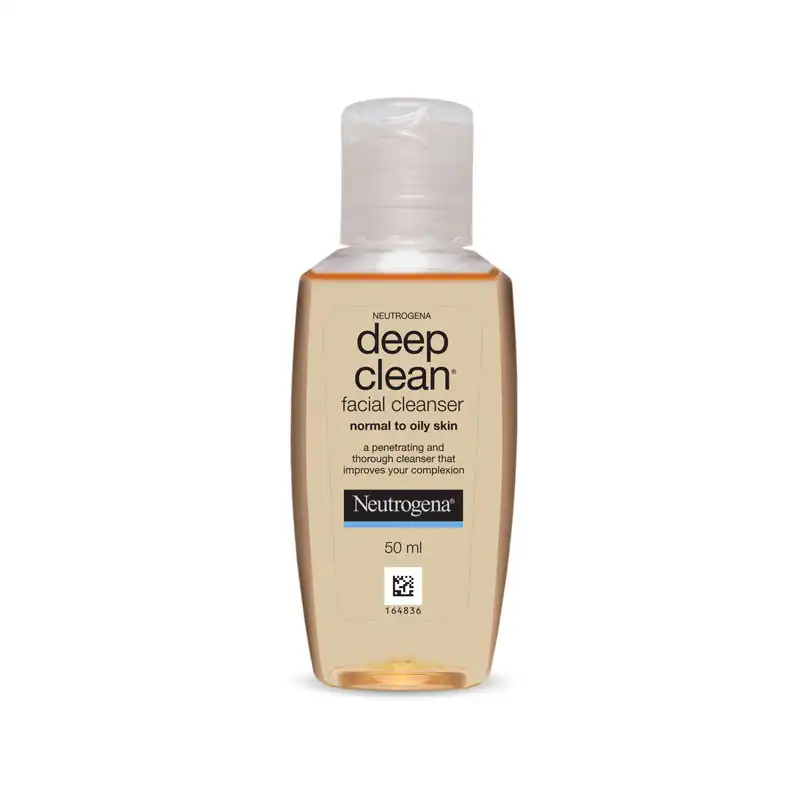 NEUTROGENA
deep
clean®
facial cleanser
normal to oily skin
a penetrating and
thorough cleanser that
improves your complexion
Neutrogena®
50 ml
164836